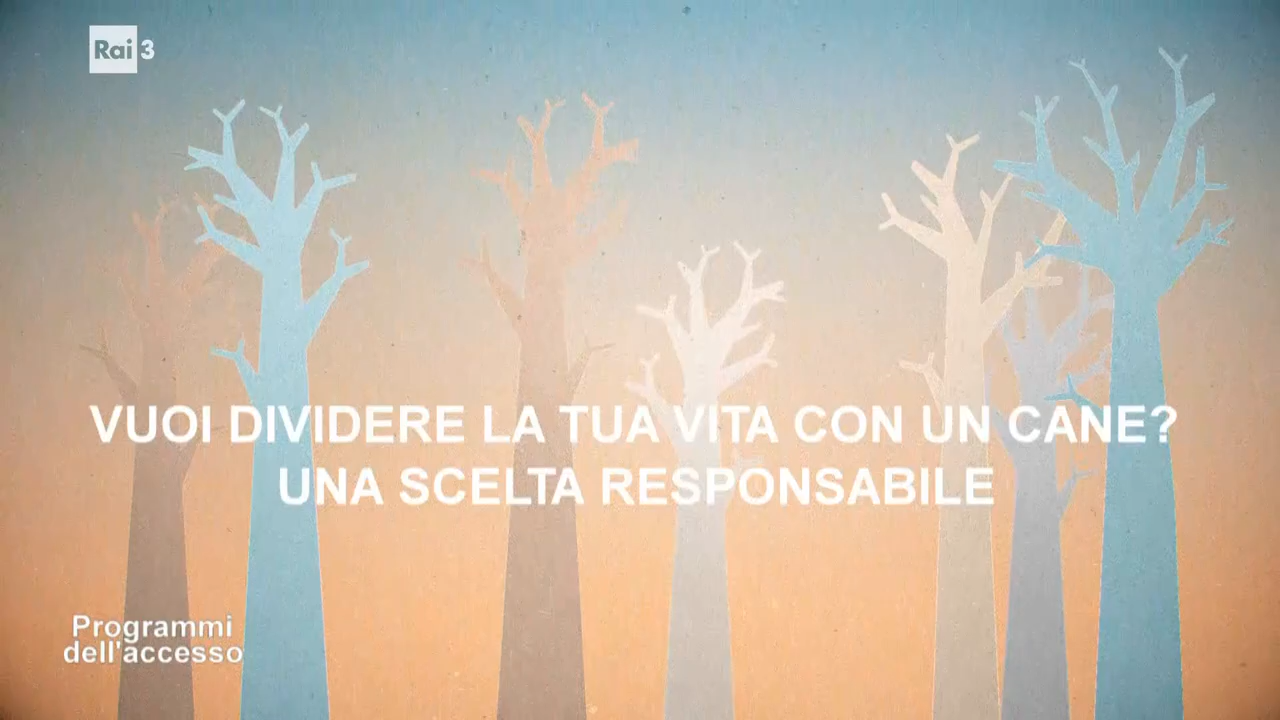 Rai 3
VUOI DIVIDERE LA TUA VITA CON UN CANE?
UNA SCELTA RESPONSABILE
Programmi
dell'accesso